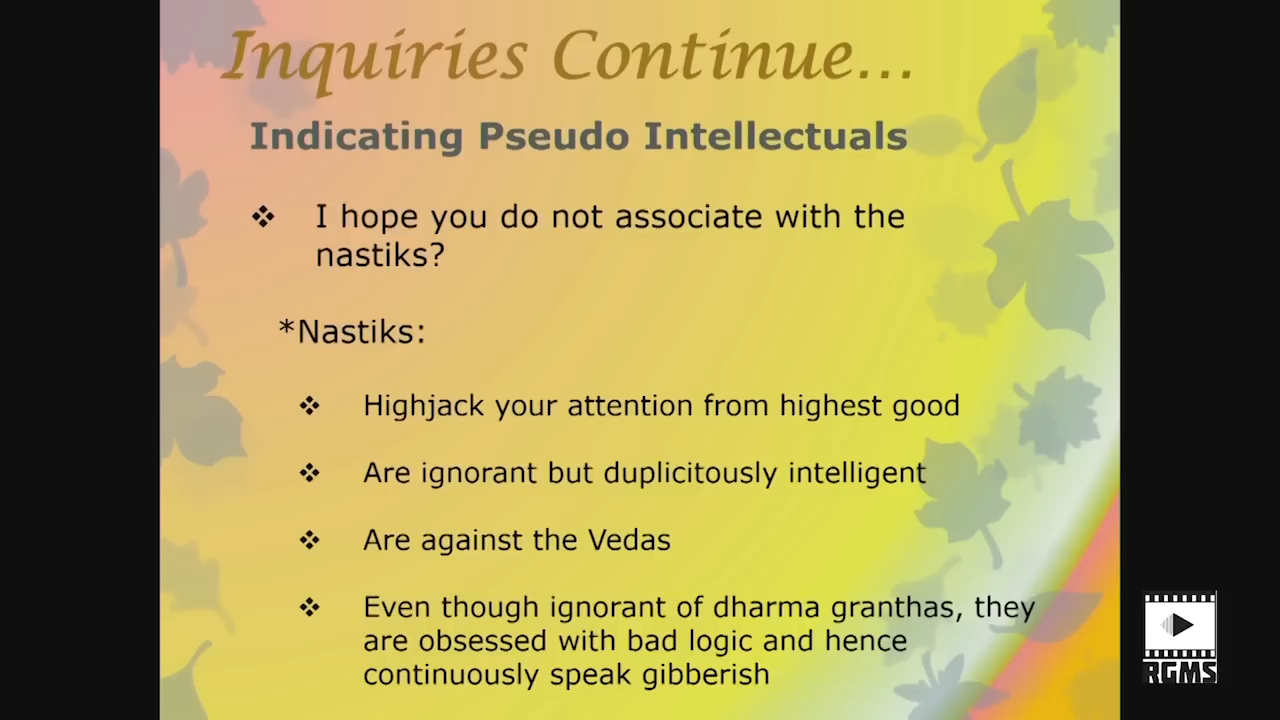 Inquiries Continue...
Indicating Pseudo Intellectuals
❖ I hope you do not associate with the
nastiks?
*Nastiks:
❖ Highjack your attention from highest good
❖ Are ignorant but duplicitously intelligent
❖ Are against the Vedas
❖ Even though ignorant of dharma granthas, they
are obsessed with bad logic and hence
continuously speak gibberish
RGMS